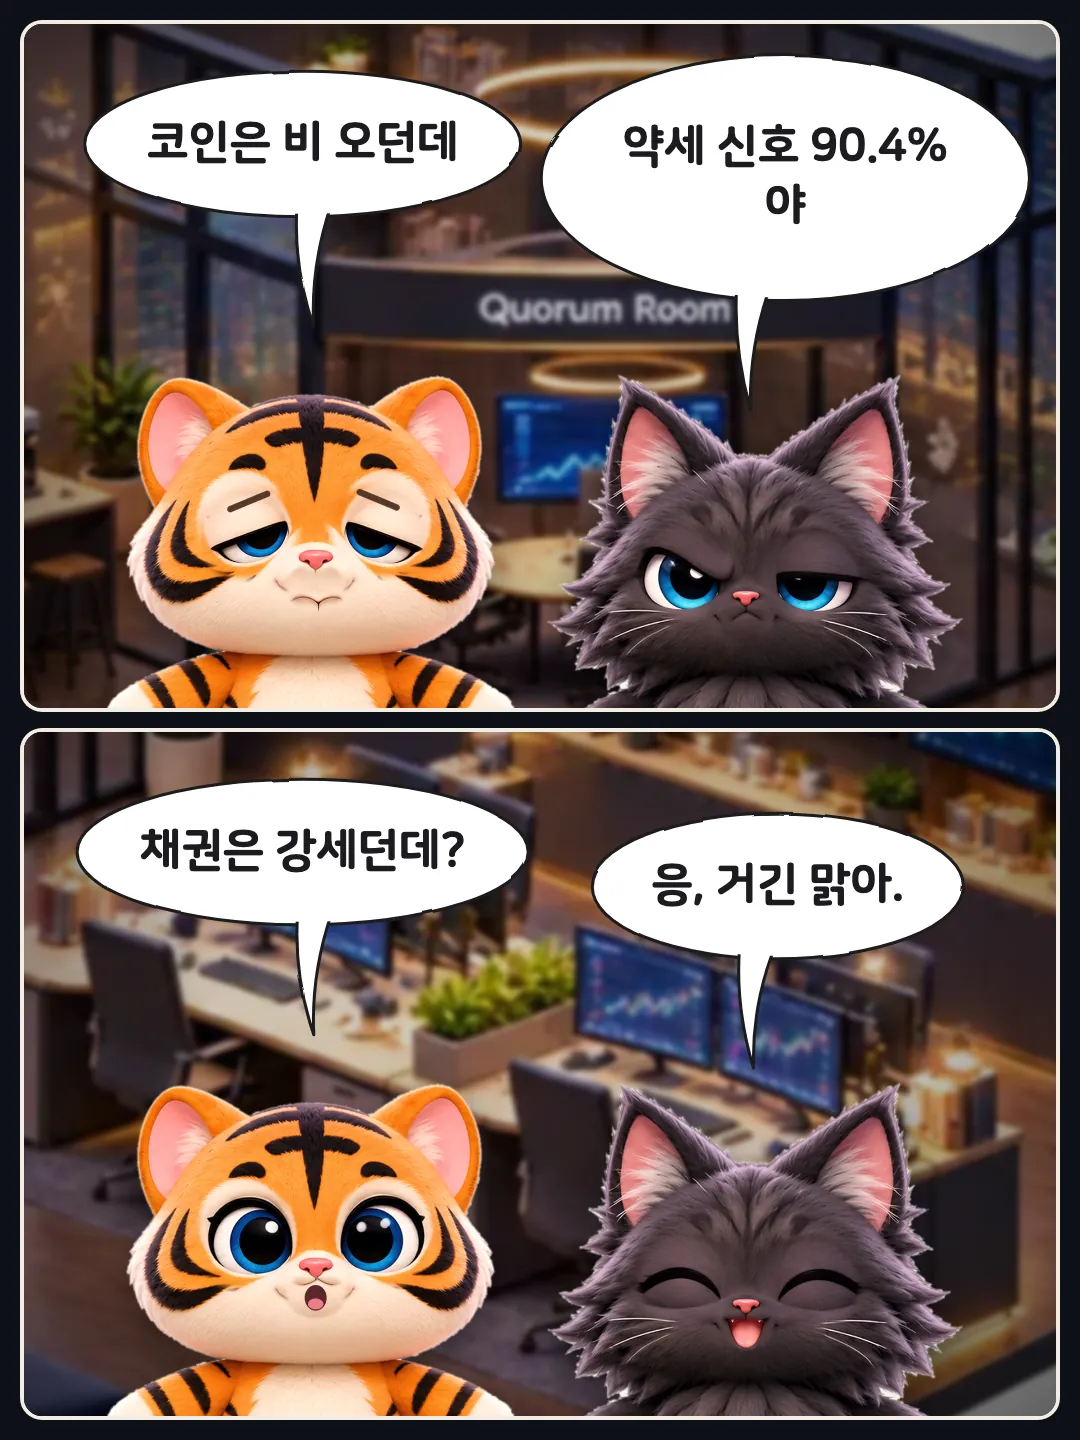 코인은 비 오던데
약세 신호 90.4%
야
Quorum Room
채권은 강세던데?
응, 거긴 맑아.